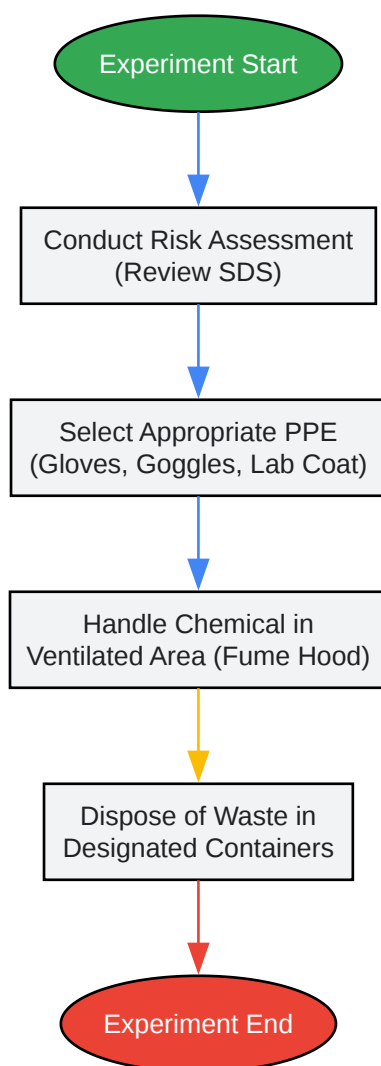 Experiment Start
Conduct Risk Assessment
(Review SDS)
Select Appropriate PPE
(Gloves, Goggles, Lab Coat)
Handle Chemical in
Ventilated Area (Fume Hood)
Dispose of Waste in
Designated Containers
Experiment End